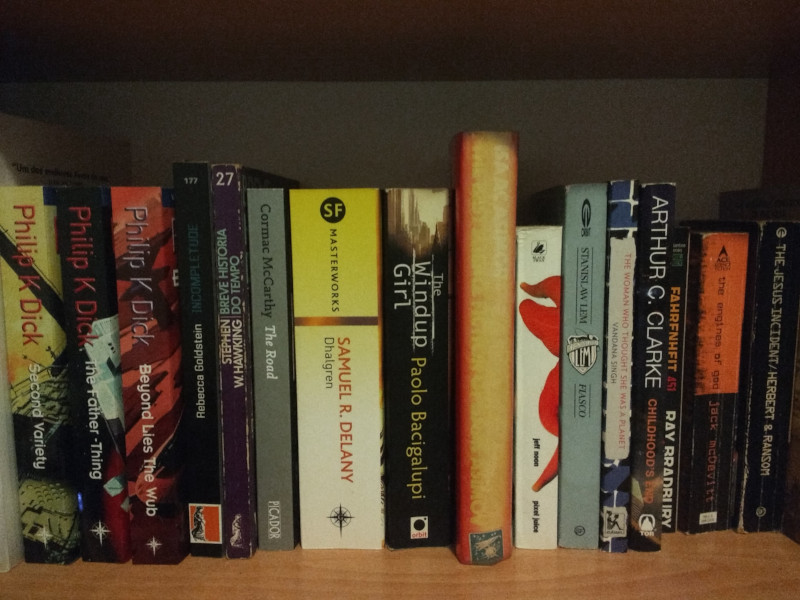 Philip K Dick Second Variety
Philip K Dick The Father-Thing
Philip K Dick Beyond Lies The Wub
177
INCOMPLETUDE
Rebecca Goldstein
27
BREVE HISTÓRIA
DO TEMPO
STEPHEN
W. HAWKING
Cormac McCarthy The Road
PICADOR
SF
MASTERWORKS
SAMUEL R. DELANY
Dhalgren
The
Windup
Girl
Paolo Bacigalupi
orbit
jeff noon pixel juice
STANISLAW LEM
LEM
FIASCO
THE WOMAN WHO THOUGHT SHE WAS A PLANET
VANDANA SINGH
ARTHUR C. CLARKE
CHILDHOOD'S END
TOR
FAHRENHEIT 451
RAY BRADBURY
the engines of god jack mcdevitt
THE JESUS INCIDENT/HERBERT & RANSOM